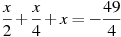 x/2 + x/4 + x = -49/4